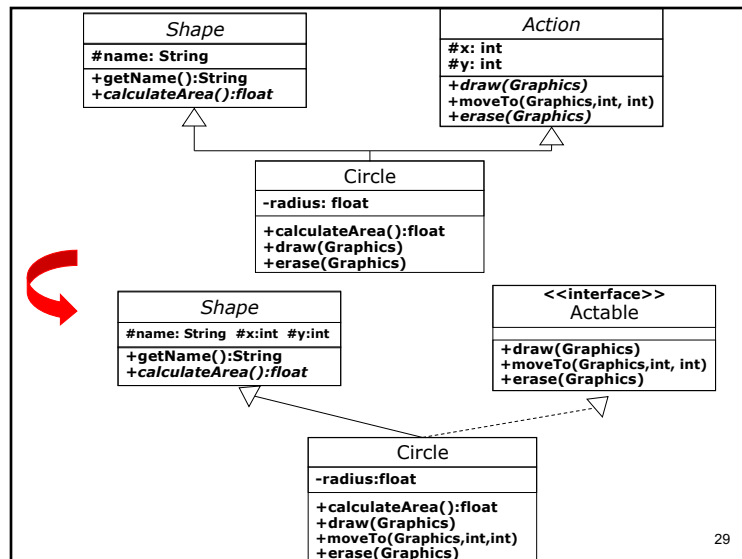 Shape
#name: String
+getName():String
+calculateArea():float
Action
#x: int
#y: int
+draw(Graphics)
+moveTo(Graphics,int, int)
+erase(Graphics)
Circle
-radius: float
+calculateArea():float
+draw(Graphics)
+erase(Graphics)
Shape
#name: String #x:int #y:int
+getName():String
+calculateArea():float
<<interface>>
Actable
+draw(Graphics)
+moveTo(Graphics,int, int)
+erase(Graphics)
Circle
-radius:float
+calculateArea():float
+draw(Graphics)
+moveTo(Graphics,int,int)
+erase(Graphics)
29